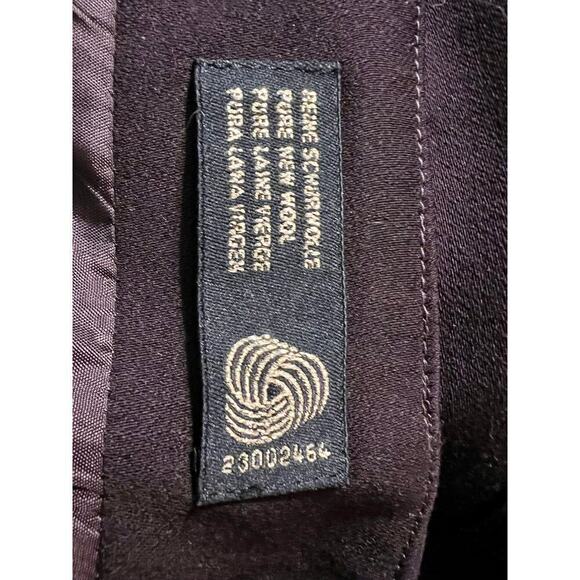 REINE SCHURWOLLE
PURE NEW WOOL
PURE LAINE VIERGE
PURA LANA VIRGEN
23002464